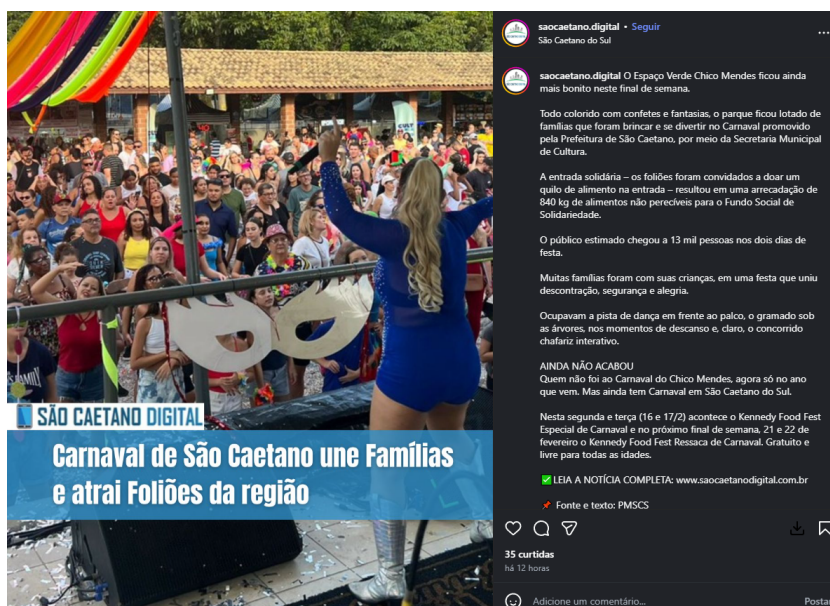 SÃO CAETANO DIGITAL
Carnaval de São Caetano une Famílias
e atrai Foliões da região
saocaetano.digital • Seguir
São Caetano do Sul
saocaetano.digital O Espaço Verde Chico Mendes ficou ainda
mais bonito neste final de semana.
Todo colorido com confetes e fantasias, o parque ficou lotado de
famílias que foram brincar e se divertir no Carnaval promovido
pela Prefeitura de São Caetano, por meio da Secretaria Municipal
de Cultura.
A entrada solidária – os foliões foram convidados a doar um
quilo de alimento na entrada – resultou em uma arrecadação de
840 kg de alimentos não perecíveis para o Fundo Social de
Solidariedade.
O público estimado chegou a 13 mil pessoas nos dois dias de
festa.
Muitas famílias foram com suas crianças, em uma festa que uniu
descontração, segurança e alegria.
Ocupavam a pista de dança em frente ao palco, o gramado sob
as árvores, nos momentos de descanso e, claro, o concorrido
chafariz interativo.
AINDA NÃO ACABOU
Quem não foi ao Carnaval do Chico Mendes, agora só no ano
que vem. Mas ainda tem Carnaval em São Caetano do Sul.
Nesta segunda e terça (16 e 17/2) acontece o Kennedy Food Fest
Especial de Carnaval e no próximo final de semana, 21 e 22 de
fevereiro o Kennedy Food Fest Ressaca de Carnaval. Gratuito e
livre para todas as idades.
✅ LEIA A NOTÍCIA COMPLETA: www.saocaetanodigital.com.br
📌 Fonte e texto: PMSCS
35 curtidas
há 12 horas
Adicione um comentário...
Postar